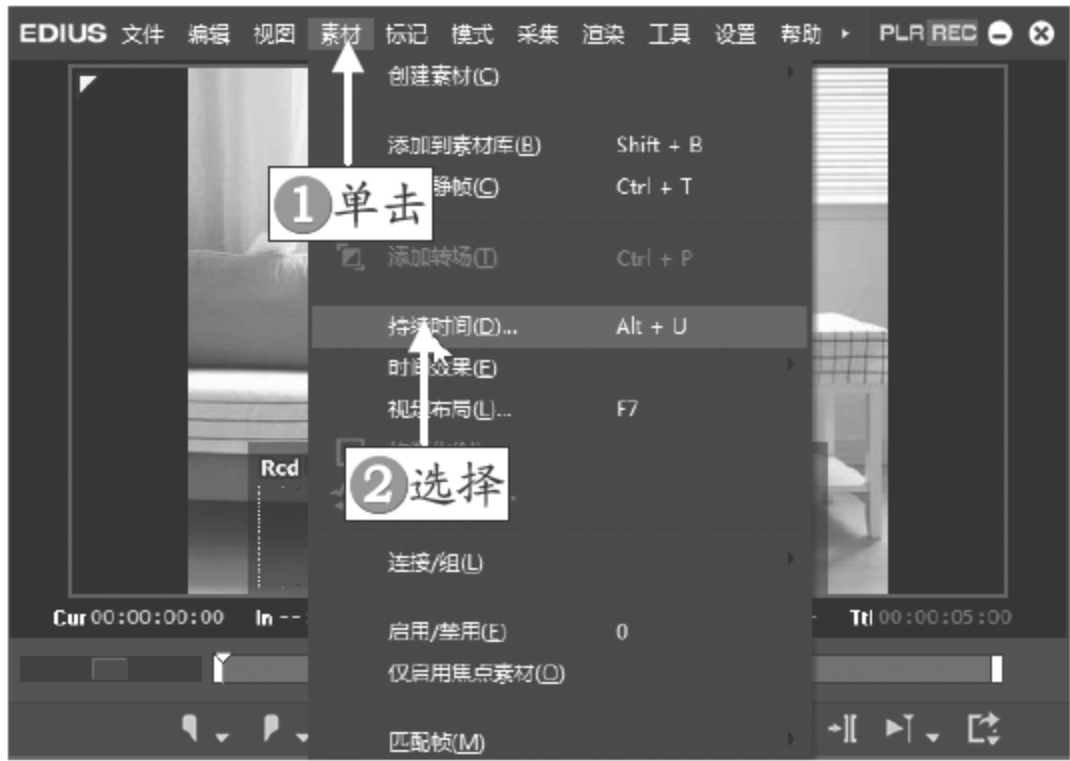 EDIUS 文件 编辑 视图 素材 标记 模式 采集 渲染 工具 设置 帮助 PLR REC
创建素材(C)
添加到素材库(B) Shift + B
静帧(C) Ctrl + T
1 单击
添加转场(T) Ctrl + P
持续时间(D)... Alt + U
时间效果(E)
视频布局(L)... F7
Rcd
2 选择
连接/组(L)
Cur 00:00:00:00 In -- Ttl 00:00:05:00
启用/禁用(E) 0
仅启用焦点素材(O)
匹配帧(M)